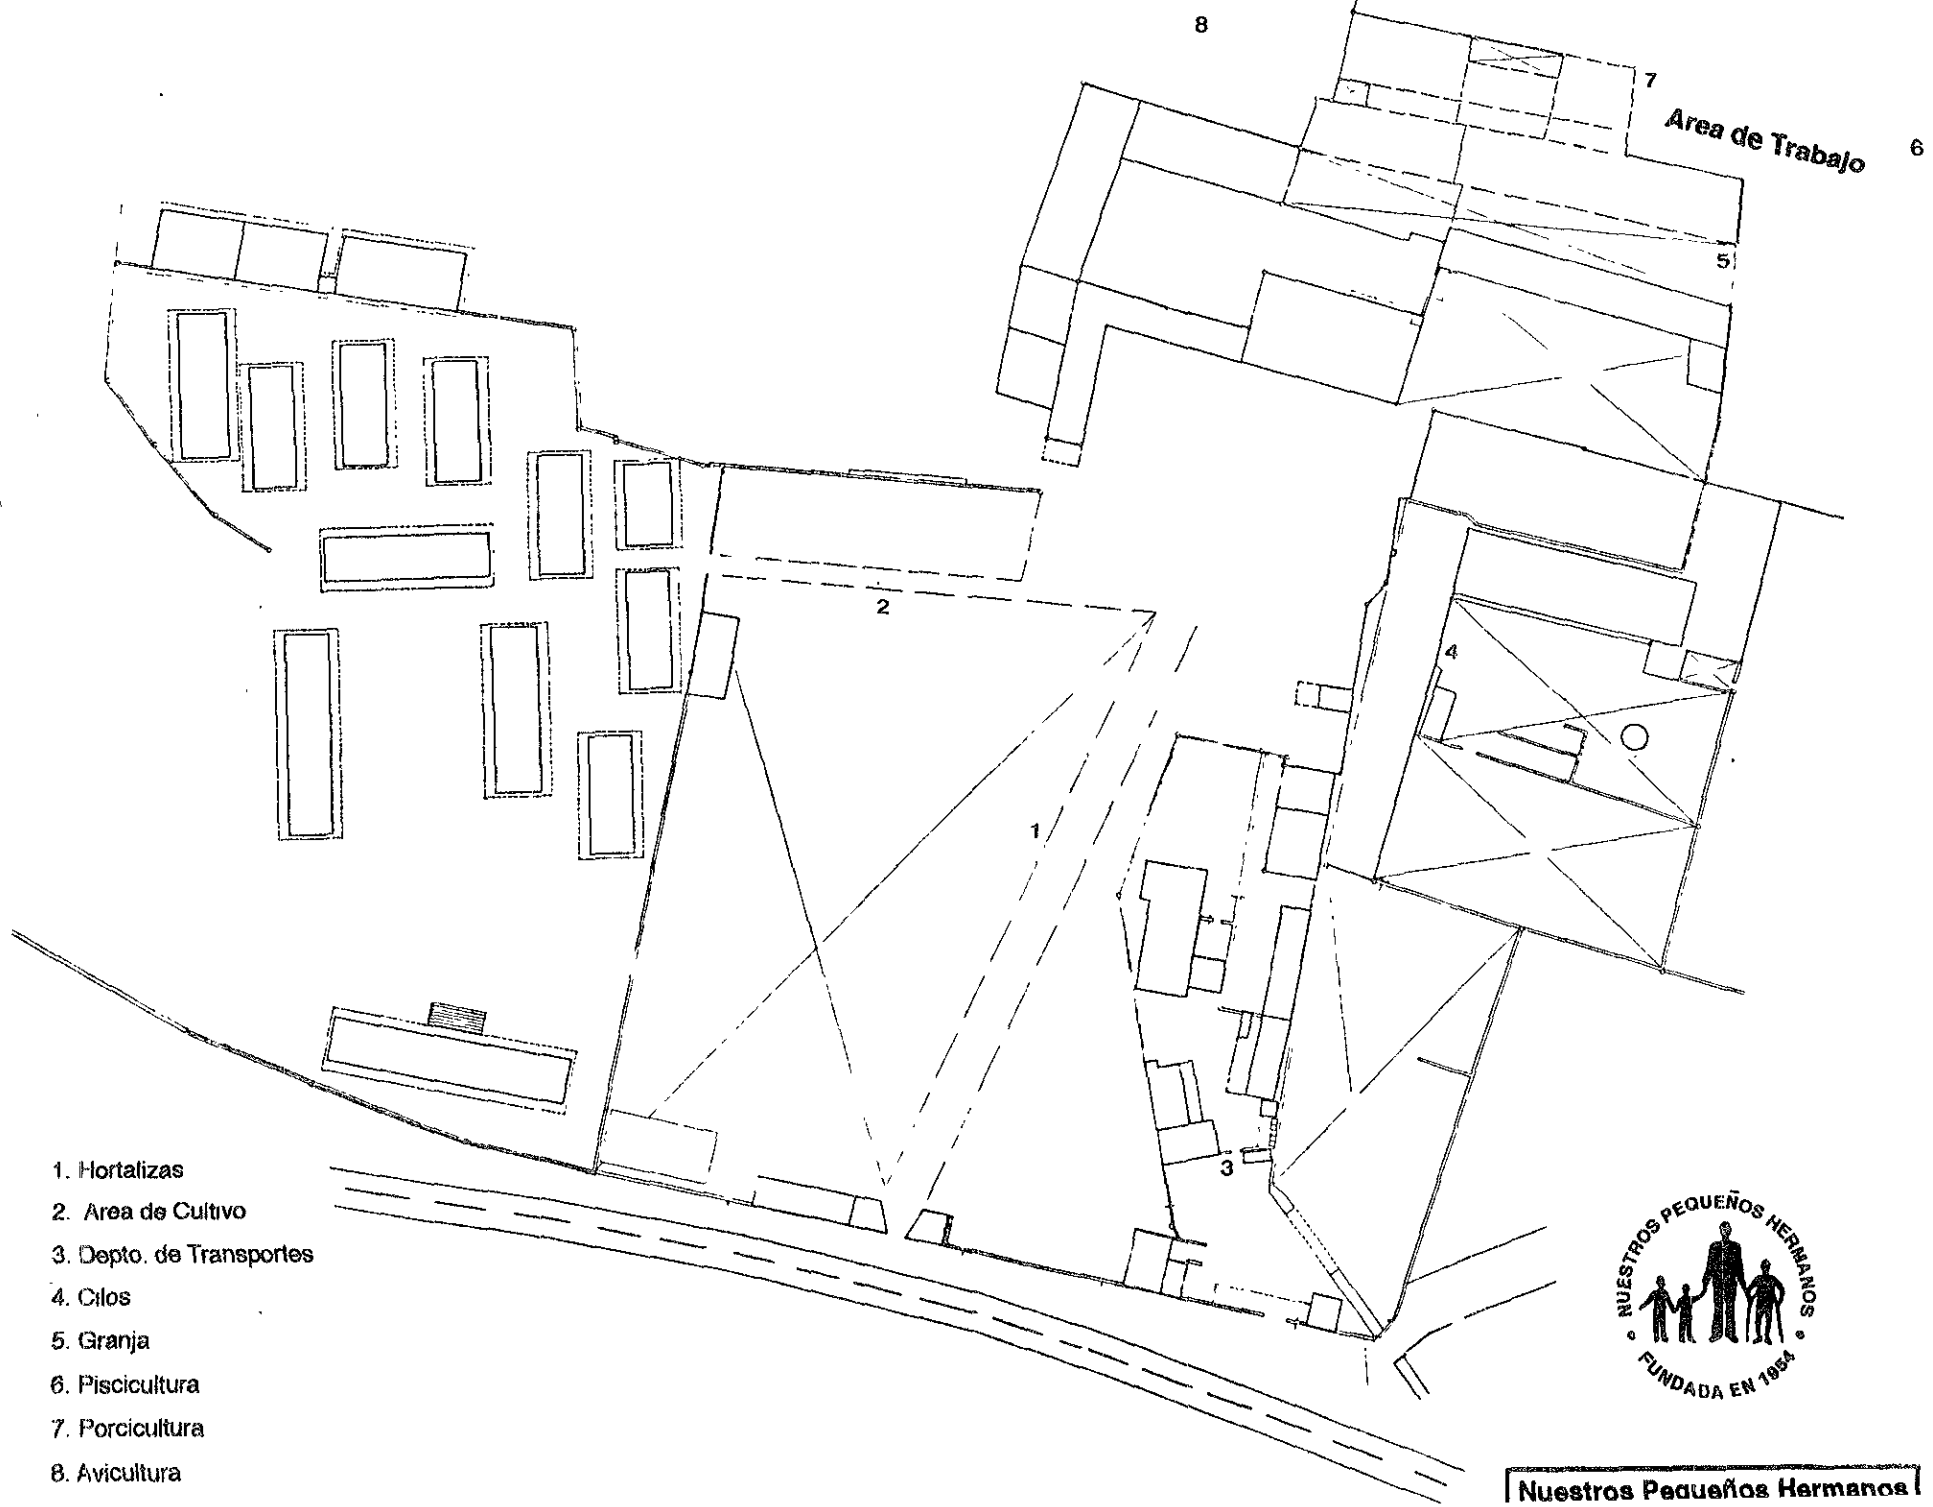 8
7
Area de Trabajo
6
5
2
4
1
3
1. Hortalizas
2. Area de Cultivo
3. Depto. de Transportes
4. Cilos
5. Granja
6. Piscicultura
7. Porcicultura
8. Avicultura
NUESTROS PEQUEÑOS HERMANOS
FUNDADA EN 1954
Nuestros Pequeños Hermanos